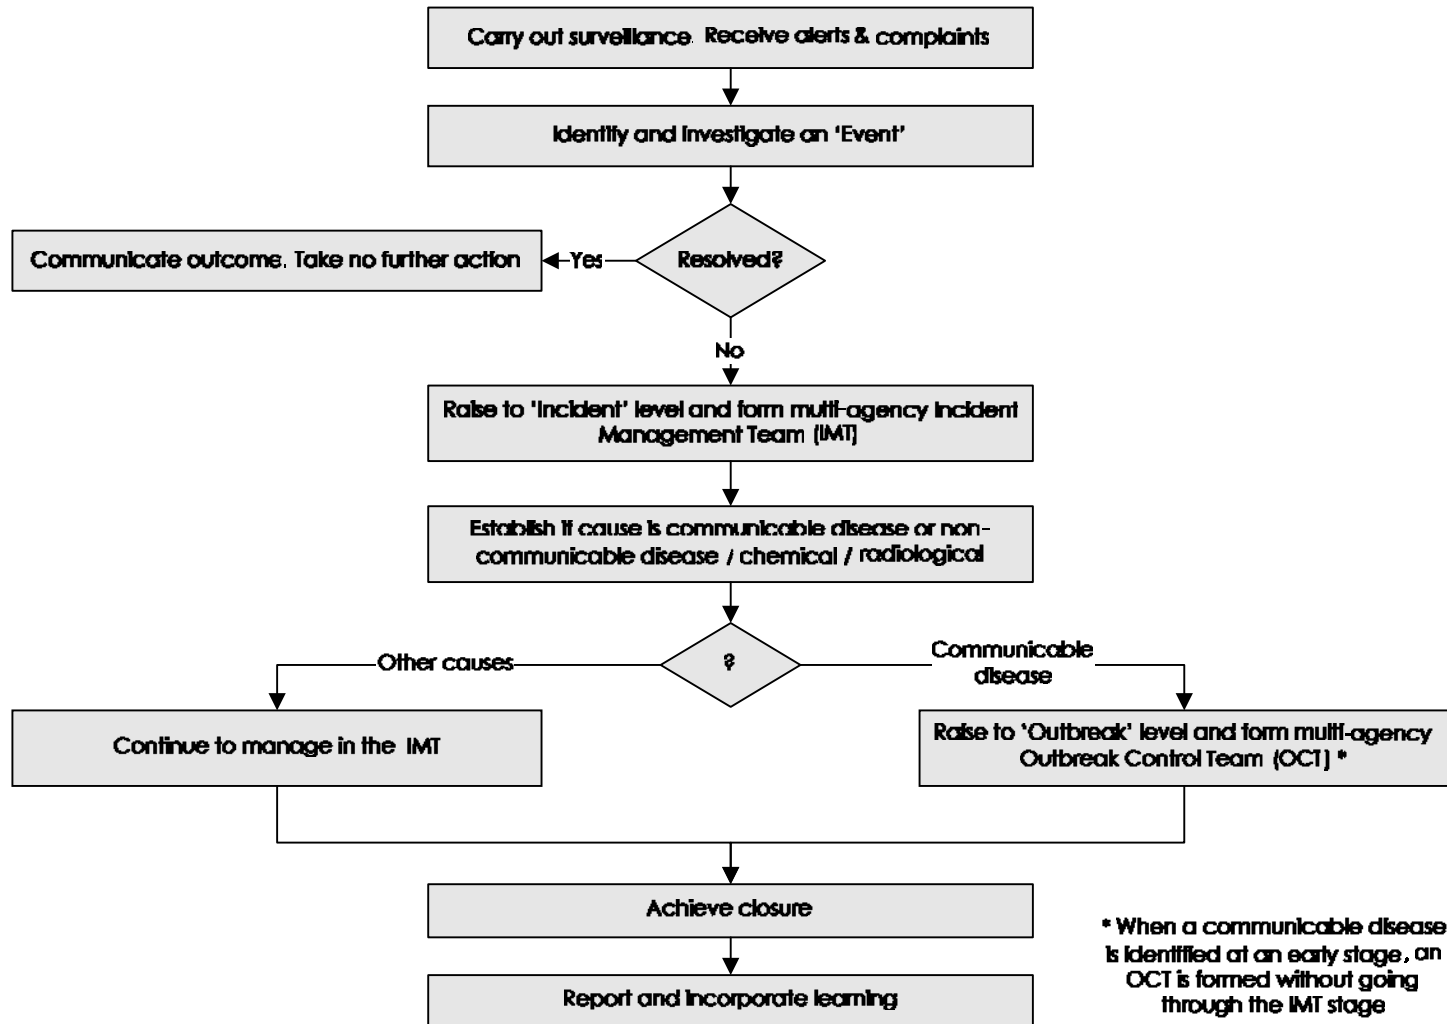 Carry out surveillance. Receive alerts & complaints
Identify and investigate an 'Event'
Communicate outcome. Take no further action
Yes
Resolved?
No
Raise to 'Incident' level and form multi-agency Incident
Management Team (IMT)
Establish if cause is communicable disease or non-
communicable disease / chemical / radiological
Other causes
?
Communicable
disease
Continue to manage in the IMT
Raise to 'Outbreak' level and form multi-agency
Outbreak Control Team (OCT) *
Achieve closure
Report and incorporate learning
* When a communicable disease
is identified at an early stage, an
OCT is formed without going
through the IMT stage